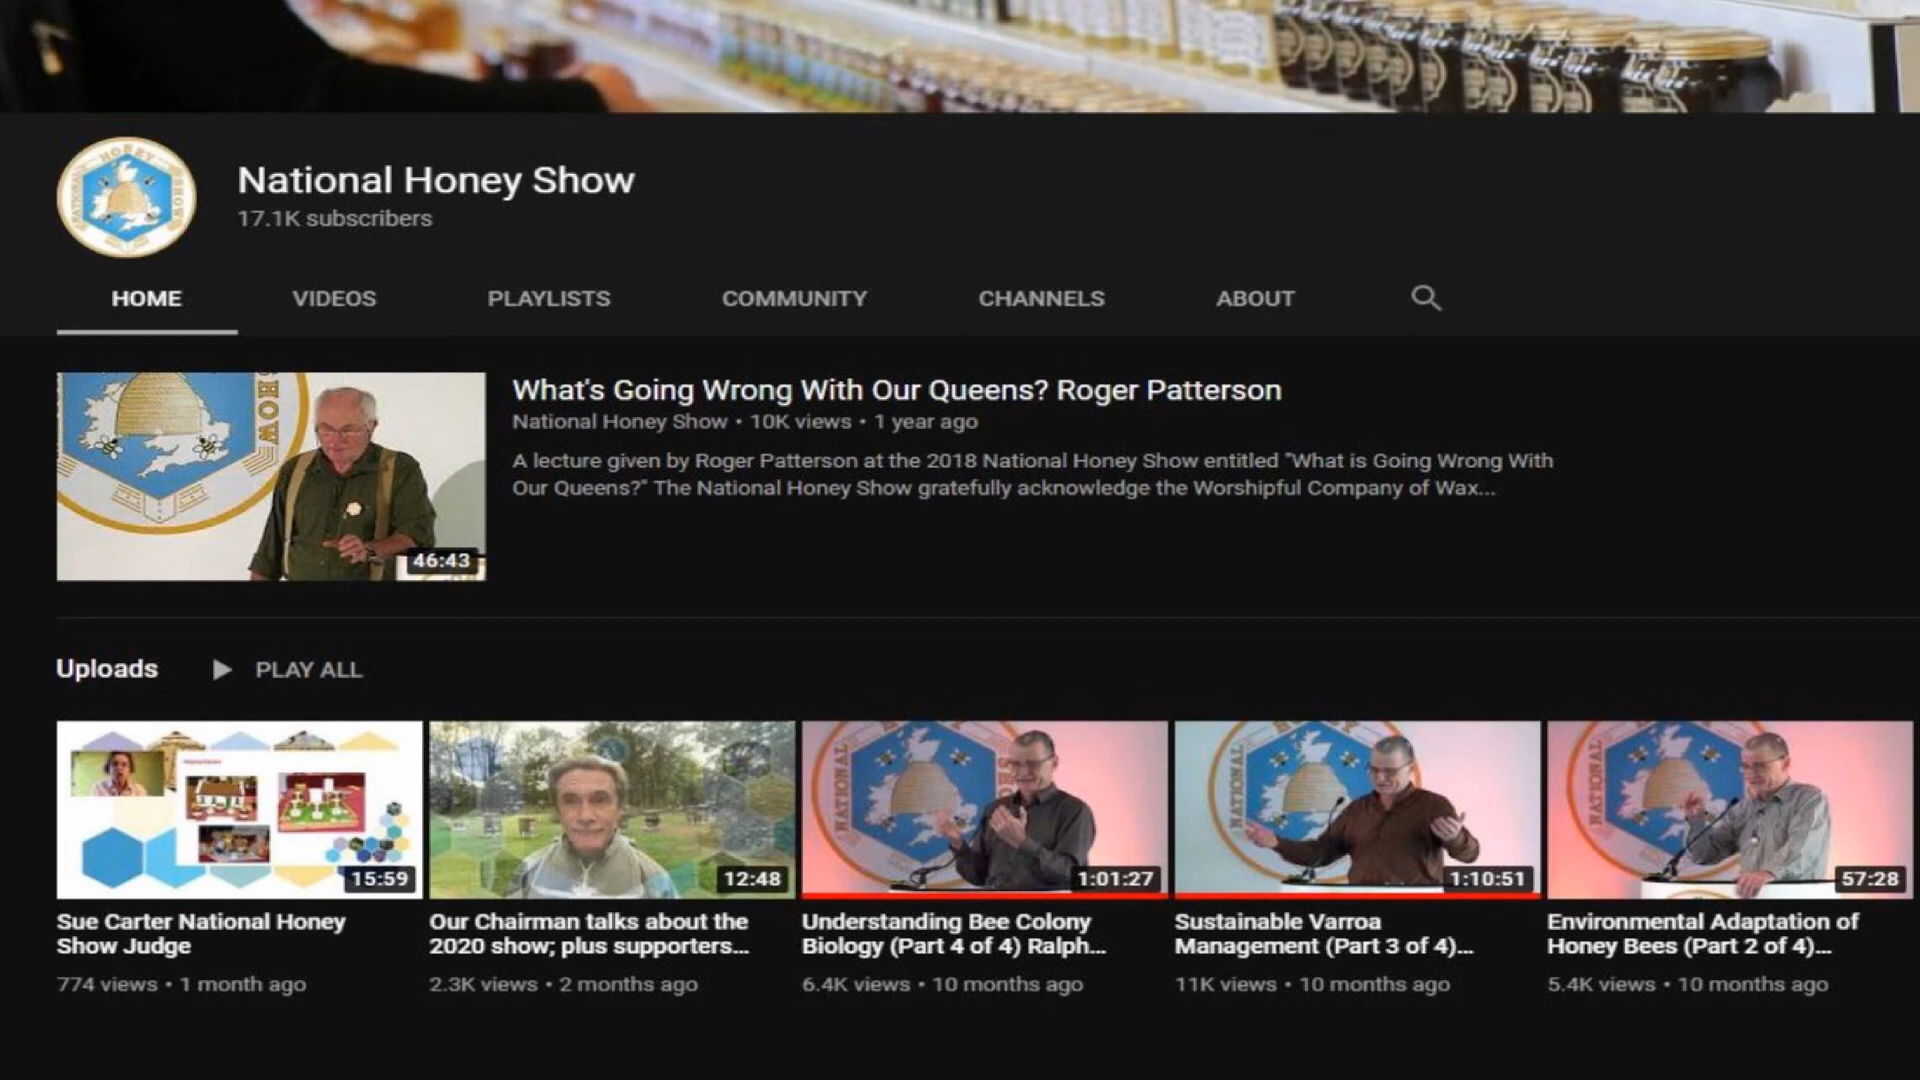 National Honey Show
17.1K subscribers
HOME VIDEOS PLAYLISTS COMMUNITY CHANNELS ABOUT
SHOW
46:43
What's Going Wrong With Our Queens? Roger Patterson
National Honey Show • 10K views • 1 year ago
A lecture given by Roger Patterson at the 2018 National Honey Show entitled "What is Going Wrong With
Our Queens?" The National Honey Show gratefully acknowledge the Worshipful Company of Wax...
Uploads PLAY ALL
15:59
Sue Carter National Honey
Show Judge
774 views • 1 month ago
12:48
Our Chairman talks about the
2020 show; plus supporters...
2.3K views • 2 months ago
NATIONAL
1:01:27
Understanding Bee Colony
Biology (Part 4 of 4) Ralph...
6.4K views • 10 months ago
NATIONAL
1:10:51
Sustainable Varroa
Management (Part 3 of 4)...
11K views • 10 months ago
NATIONAL
57:28
Environmental Adaptation of
Honey Bees (Part 2 of 4)...
5.4K views • 10 months ago